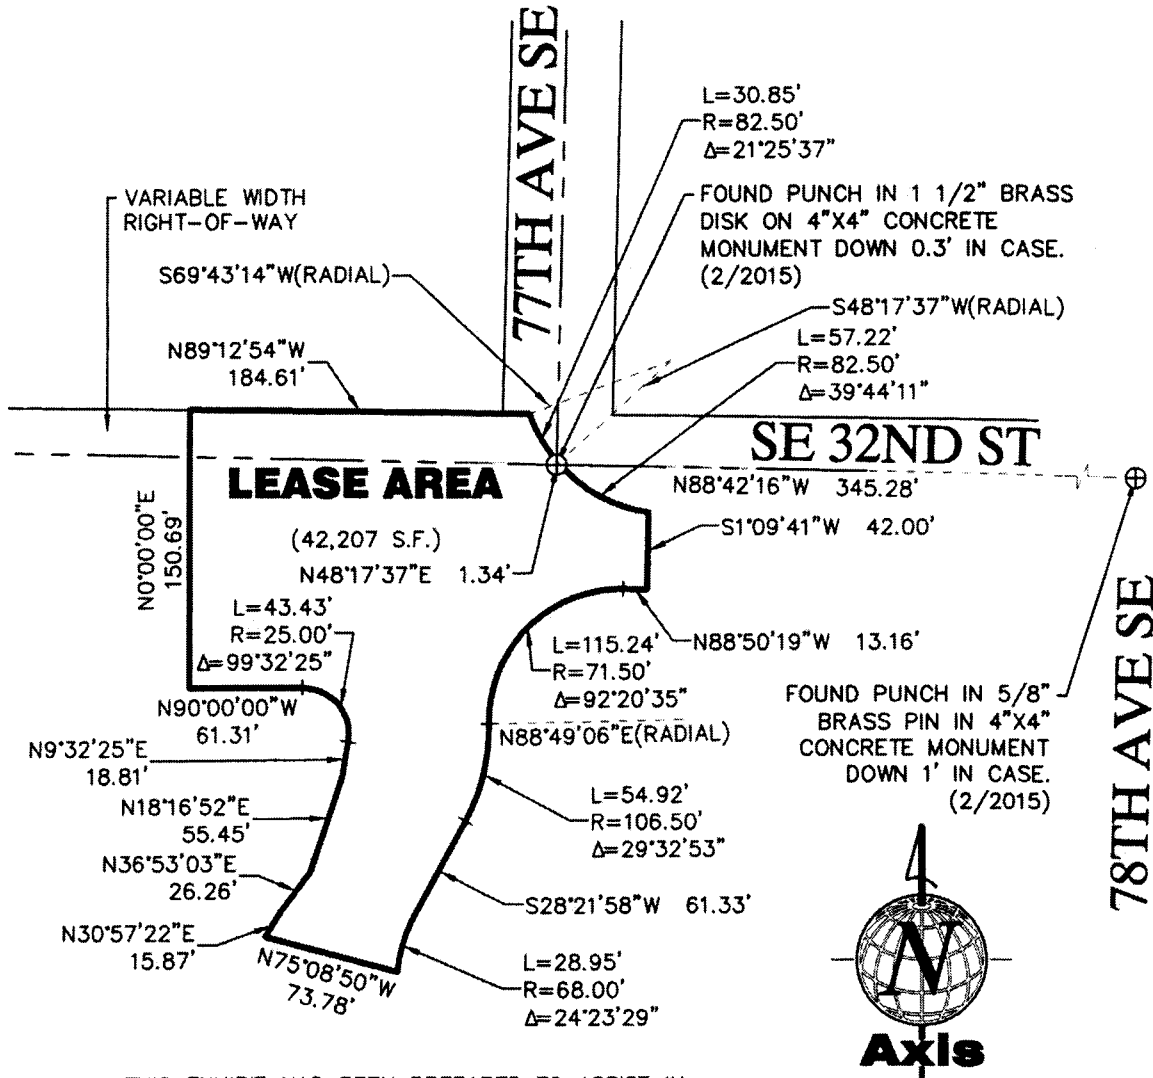 77TH AVE SE
L=30.85'
R=82.50'
Δ=21°25'37"
VARIABLE WIDTH
RIGHT-OF-WAY
FOUND PUNCH IN 1 1/2" BRASS
DISK ON 4"X4" CONCRETE
MONUMENT DOWN 0.3' IN CASE.
(2/2015)
S69°43'14"W(RADIAL)
S48°17'37"W(RADIAL)
L=57.22'
R=82.50'
Δ=39°44'11"
N89°12'54"W
184.61'
SE 32ND ST
LEASE AREA
(42,207 S.F.)
N88°42'16"W 345.28'
S1°09'41"W 42.00'
N48°17'37"E 1.34'
N0°00'00"E
150.69'
L=43.43'
R=25.00'
Δ=99°32'25"
L=115.24'
R=71.50'
Δ=92°20'35"
N88°50'19"W 13.16'
N90°00'00"W
61.31'
N88°49'06"E(RADIAL)
FOUND PUNCH IN 5/8"
BRASS PIN IN 4"X4"
CONCRETE MONUMENT
DOWN 1' IN CASE.
(2/2015)
78TH AVE SE
N9°32'25"E
18.81'
N18°16'52"E
55.45'
L=54.92'
R=106.50'
Δ=29°32'53"
N36°53'03"E
26.26'
S28°21'58"W 61.33'
N30°57'22"E
15.87'
N75°08'50"W
73.78'
L=28.95'
R=68.00'
Δ=24°23'29"
N
Axis